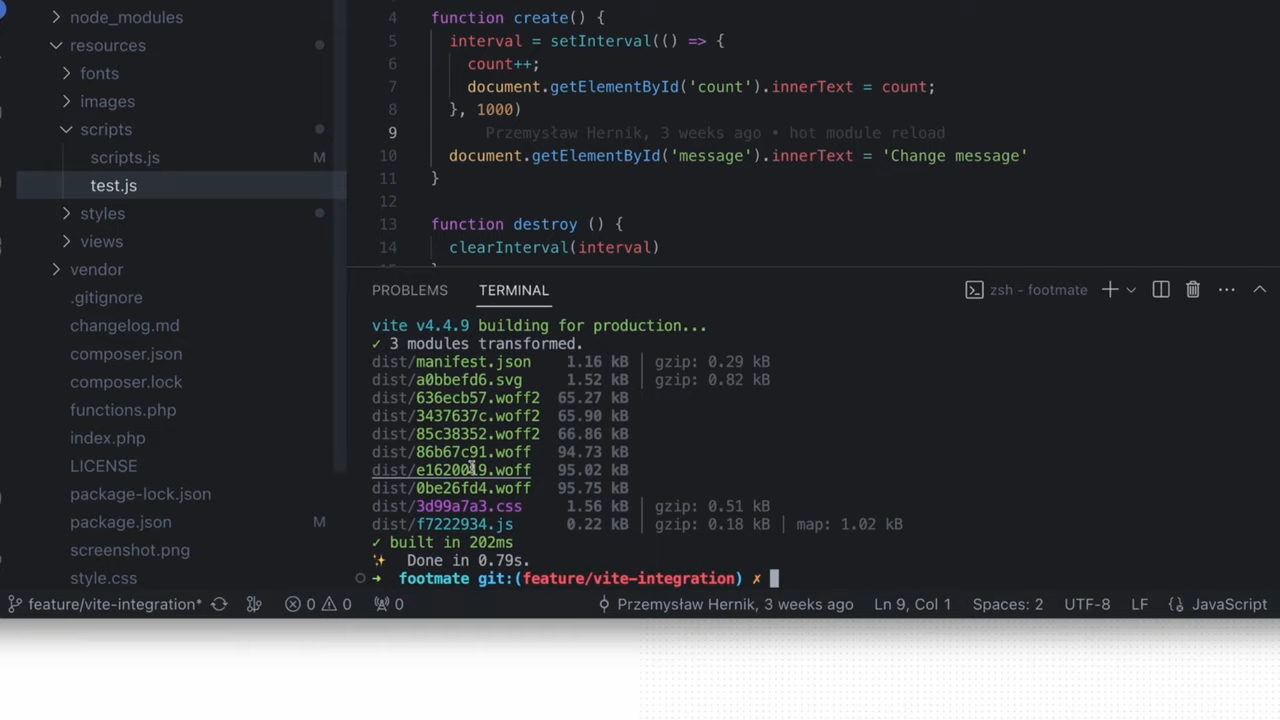 node_modules
resources
fonts
images
scripts
scripts.js M
test.js
styles
views
vendor
.gitignore
changelog.md
composer.json
composer.lock
functions.php
index.php
LICENSE
package-lock.json
package.json M
screenshot.png
style.css
4 function create() {
5 interval = setInterval(() => {
6 count++;
7 document.getElementById('count').innerText = count;
8 }, 1000)
9 Przemysław Hernik, 3 weeks ago • hot module reload
10 document.getElementById('message').innerText = 'Change message'
11 }
12
13 function destroy () {
14 clearInterval(interval)
PROBLEMS TERMINAL zsh - footmate
vite v4.4.9 building for production...
✓ 3 modules transformed.
dist/manifest.json 1.16 kB │ gzip: 0.29 kB
dist/a0bbefd6.svg 1.52 kB │ gzip: 0.82 kB
dist/636ecb57.woff2 65.27 kB
dist/3437637c.woff2 65.90 kB
dist/85c38352.woff2 66.86 kB
dist/86b67c91.woff 94.73 kB
dist/e1620019.woff 95.02 kB
dist/0be26fd4.woff 95.75 kB
dist/3d99a7a3.css 1.56 kB │ gzip: 0.51 kB
dist/f7222934.js 0.22 kB │ gzip: 0.18 kB │ map: 1.02 kB
✓ built in 202ms
✨ Done in 0.79s.
➜ footmate git:(feature/vite-integration) ✗
feature/vite-integration* 0 0 0 Przemysław Hernik, 3 weeks ago Ln 9, Col 1 Spaces: 2 UTF-8 LF JavaScript